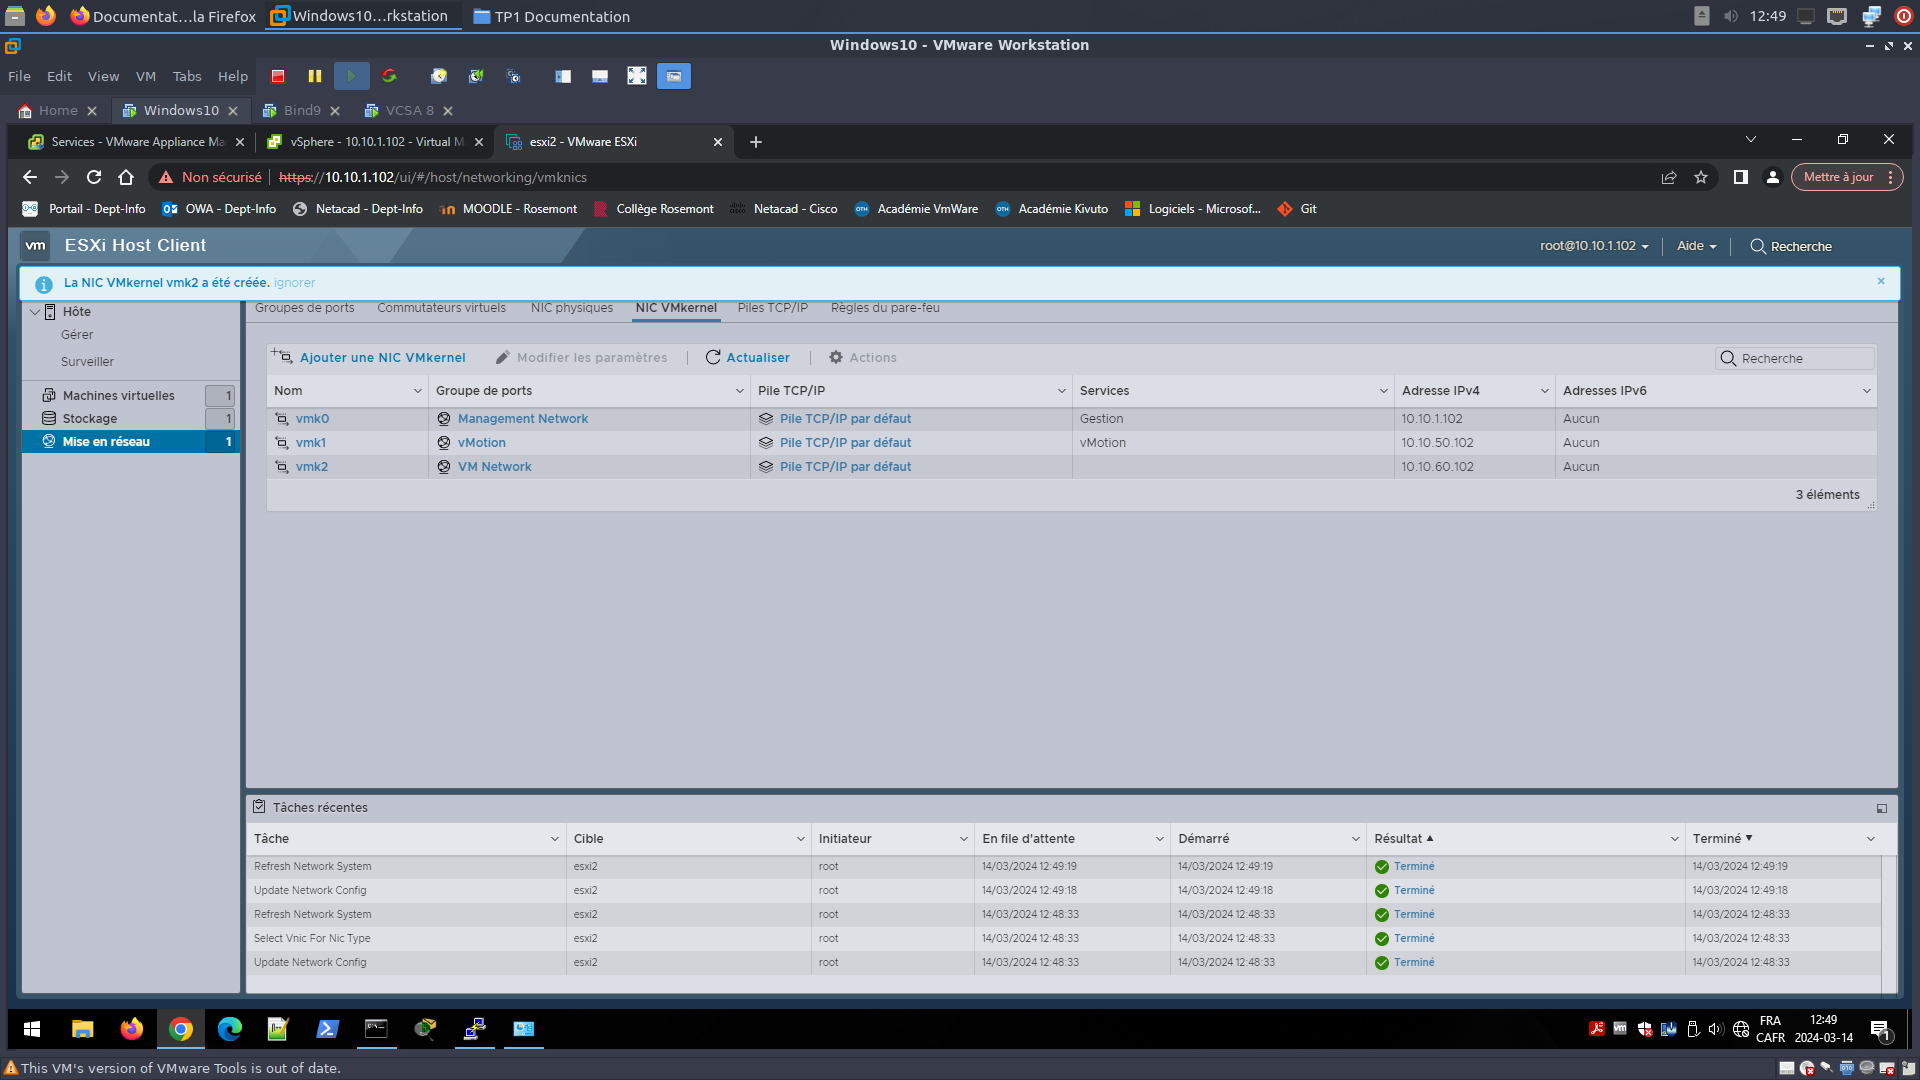 Documentat...la Firefox
Windows10...rkstation
TP1 Documentation
12:49
Windows10 - VMware Workstation
File Edit View VM Tabs Help
Home
Windows10
Bind9
VCSA 8
Services - VMware Appliance Ma
vSphere - 10.10.1.102 - Virtual M
esxi2 - VMware ESXi
Non sécurisé https://10.10.1.102/ui/#/host/networking/vmknics
Mettre à jour
Portail - Dept-Info
OWA - Dept-Info
Netacad - Dept-Info
MOODLE - Rosemont
Collège Rosemont
Netacad - Cisco
Académie VmWare
Académie Kivuto
Logiciels - Microsof...
Git
vm ESXi Host Client
root@10.10.1.102
Aide
Recherche
La NIC VMkernel vmk2 a été créée. ignorer
Hôte
Gérer
Surveiller
Machines virtuelles 1
Stockage 1
Mise en réseau 1
Groupes de ports Commutateurs virtuels NIC physiques NIC VMkernel Piles TCP/IP Règles du pare-feu
Ajouter une NIC VMkernel Modifier les paramètres Actualiser Actions Recherche
Nom Groupe de ports Pile TCP/IP Services Adresse IPv4 Adresses IPv6
vmk0 Management Network Pile TCP/IP par défaut Gestion 10.10.1.102 Aucun
vmk1 vMotion Pile TCP/IP par défaut vMotion 10.10.50.102 Aucun
vmk2 VM Network Pile TCP/IP par défaut 10.10.60.102 Aucun
3 éléments
Tâches récentes
Tâche Cible Initiateur En file d'attente Démarré Résultat Terminé
Refresh Network System esxi2 root 14/03/2024 12:49:19 14/03/2024 12:49:19 Terminé 14/03/2024 12:49:19
Update Network Config esxi2 root 14/03/2024 12:49:18 14/03/2024 12:49:18 Terminé 14/03/2024 12:49:18
Refresh Network System esxi2 root 14/03/2024 12:48:33 14/03/2024 12:48:33 Terminé 14/03/2024 12:48:33
Select Vnic For Nic Type esxi2 root 14/03/2024 12:48:33 14/03/2024 12:48:33 Terminé 14/03/2024 12:48:33
Update Network Config esxi2 root 14/03/2024 12:48:33 14/03/2024 12:48:33 Terminé 14/03/2024 12:48:33
FRA
CAFR
12:49
2024-03-14
1
This VM's version of VMware Tools is out of date.